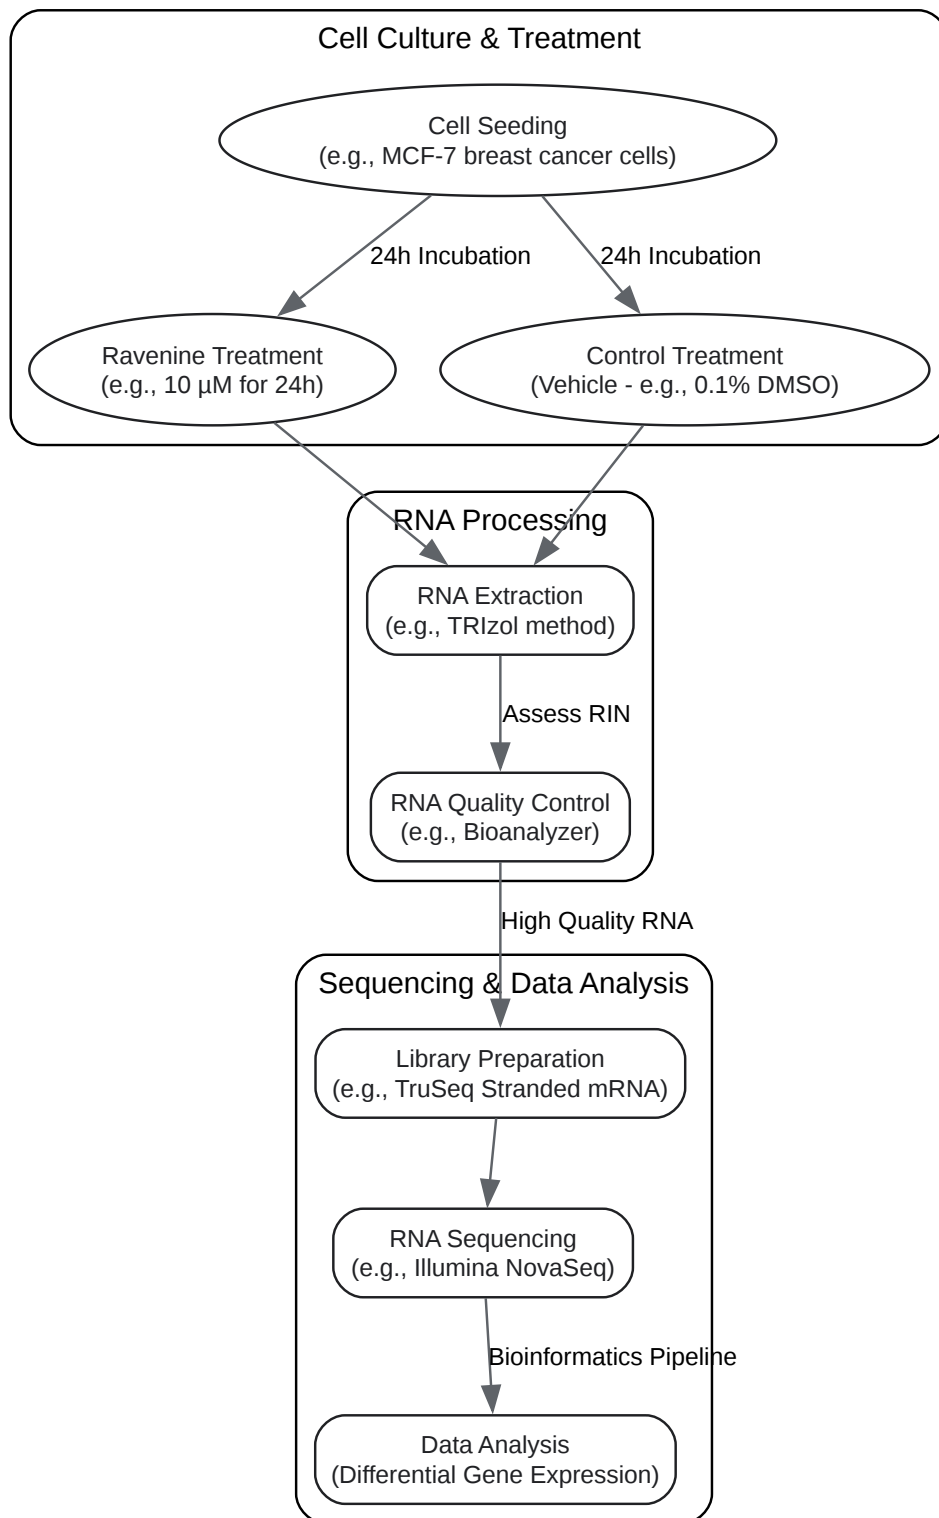 Cell Culture & Treatment
Cell Seeding
(e.g., MCF-7 breast cancer cells)
24h Incubation
24h Incubation
Ravenine Treatment
(e.g., 10 µM for 24h)
Control Treatment
(Vehicle - e.g., 0.1% DMSO)
RNA Processing
RNA Extraction
(e.g., TRIzol method)
Assess RIN
RNA Quality Control
(e.g., Bioanalyzer)
High Quality RNA
Sequencing & Data Analysis
Library Preparation
(e.g., TruSeq Stranded mRNA)
RNA Sequencing
(e.g., Illumina NovaSeq)
Bioinformatics Pipeline
Data Analysis
(Differential Gene Expression)